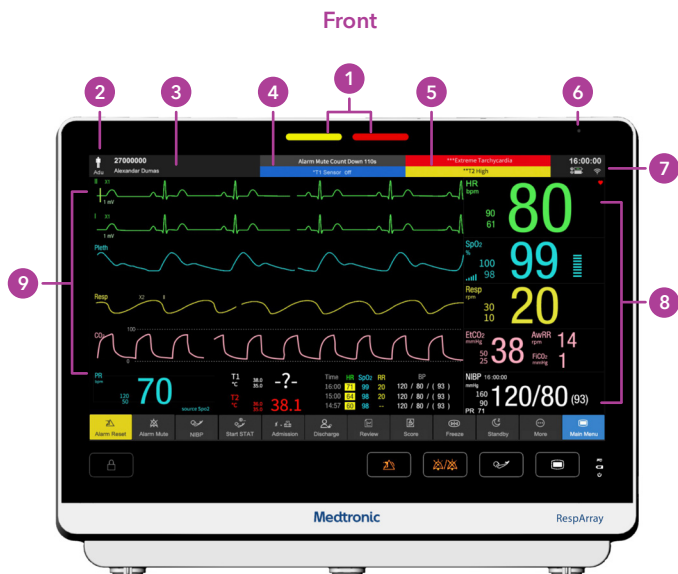 Front
1
2 3 4 5 6
Adu 27000000
Alexandar Dumas
Alarm Mute Count Down 110s
*T1 Sensor Off
***Extreme Tarchycardia
**T2 High
16:00:00
7
II X1
1 mV
HR
bpm
90
61
80
I X1
1 mV
Pleth
SpO2
%
100
98
99
9
8
Resp X2 II
Resp
rpm
30
10
20
CO2
100
0
EtCO2
mmHg
50
25
38
AwRR
rpm
14
FiCO2
mmHg
1
PR
bpm
120
50
70
source:Spo2
T1
°C
38.0
35.0
-?-
T2
°C
38.0
35.0
38.1
Time HR SpO2 RR BP
16:00 71 99 20 120 / 80 / ( 93 )
15:00 64 98 20 120 / 80 / ( 93 )
14:57 60 98 -- 120 / 80 / ( 93 )
NIBP 16:00:00
mmHg
160
90
120/80 (93)
PR 71
Alarm Reset Alarm Mute NIBP Start STAT Admission Discharge Review Score Freeze Standby More Main Menu
Medtronic
RespArray